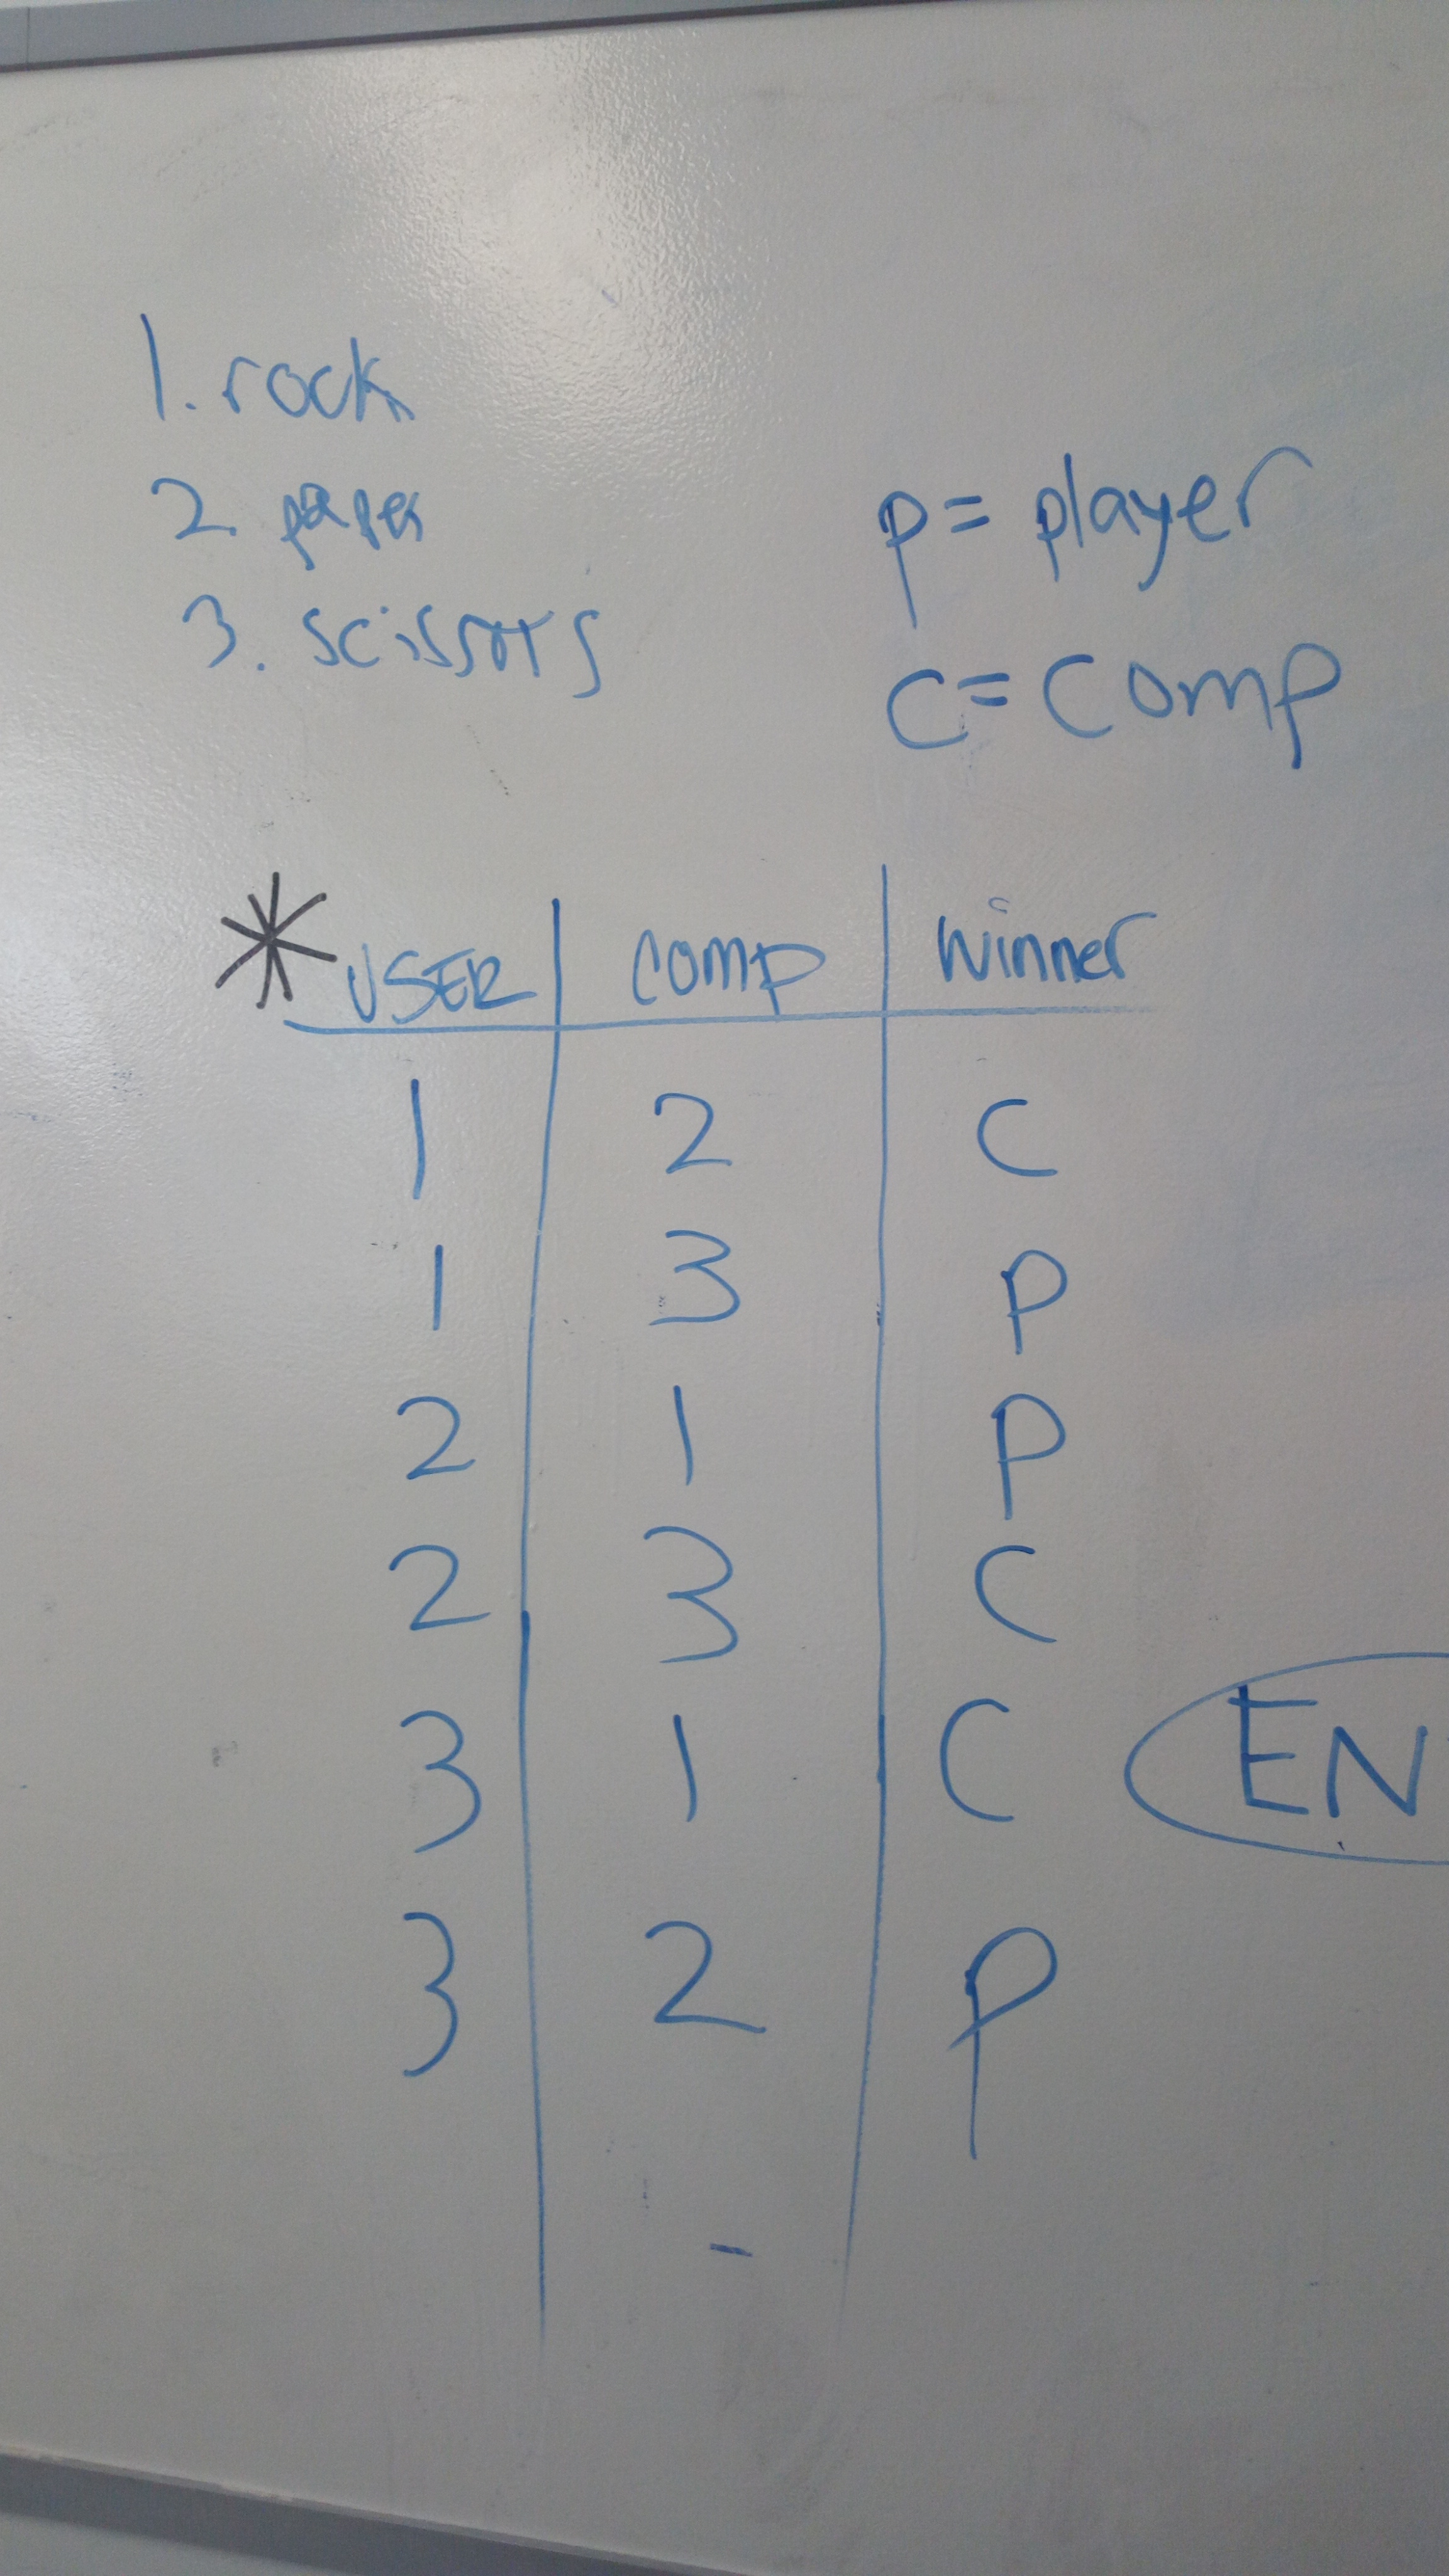 1. rock
2. paper
3. scissors
p = player
c = comp
* USER comp winner
1 2 C
1 3 P
2 1 P
2 3 C
3 1 C
3 2 P
EN